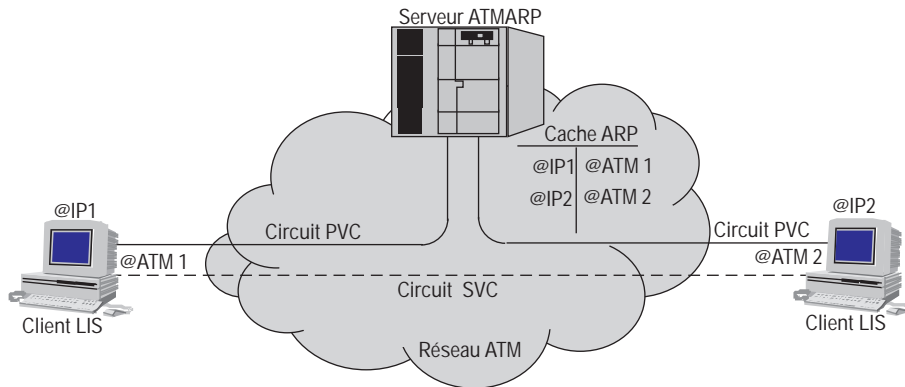 Serveur ATMARP
Cache ARP
@IP1 @ATM 1
@IP2 @ATM 2
@IP1
@IP2
Circuit PVC
Circuit PVC
@ATM 1
@ATM 2
Circuit SVC
Client LIS
Client LIS
Réseau ATM